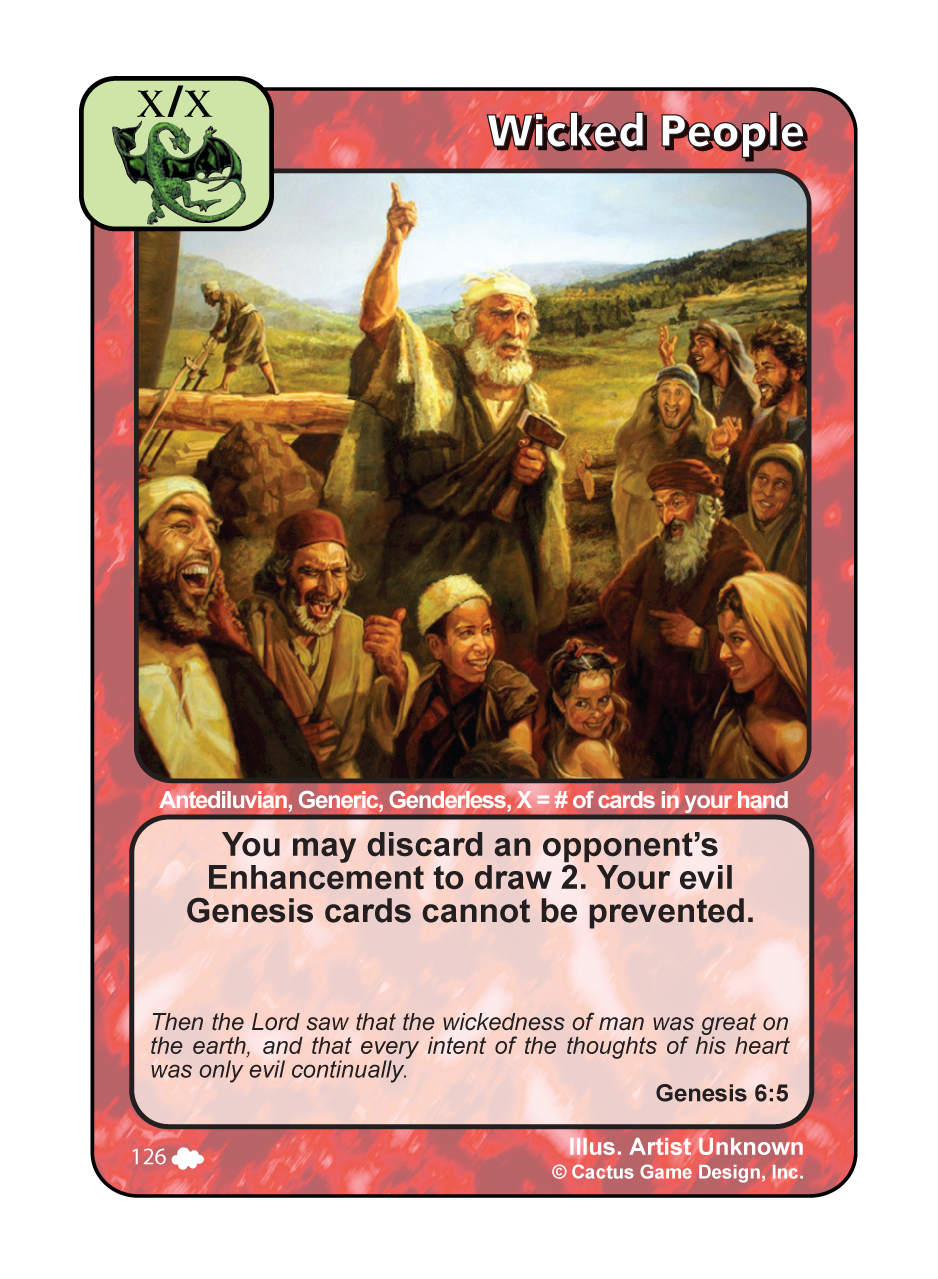 X/X
Wicked People
Antediluvian, Generic, Genderless, X = # of cards in your hand
You may discard an opponent’s
Enhancement to draw 2. Your evil
Genesis cards cannot be prevented.
Then the Lord saw that the wickedness of man was great on
the earth, and that every intent of the thoughts of his heart
was only evil continually.
Genesis 6:5
126
Illus. Artist Unknown
© Cactus Game Design, Inc.